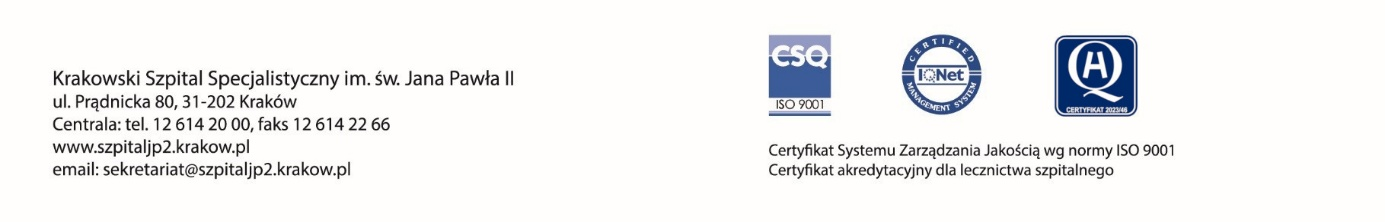 Krakowski Szpital Specjalistyczny im. św. Jana Pawła II
ul. Prądnicka 80, 31-202 Kraków
Centrala: tel. 12 614 20 00, faks 12 614 22 66
www.szpitaljp2.krakow.pl
email: sekretariat@szpitaljp2.krakow.pl
CSQ
ISO 9001
CERTIFIED
IQNet
MANAGEMENT SYSTEM
CERTYFIKAT 2023/46
Certyfikat Systemu Zarządzania Jakością wg normy ISO 9001
Certyfikat akredytacyjny dla lecznictwa szpitalnego